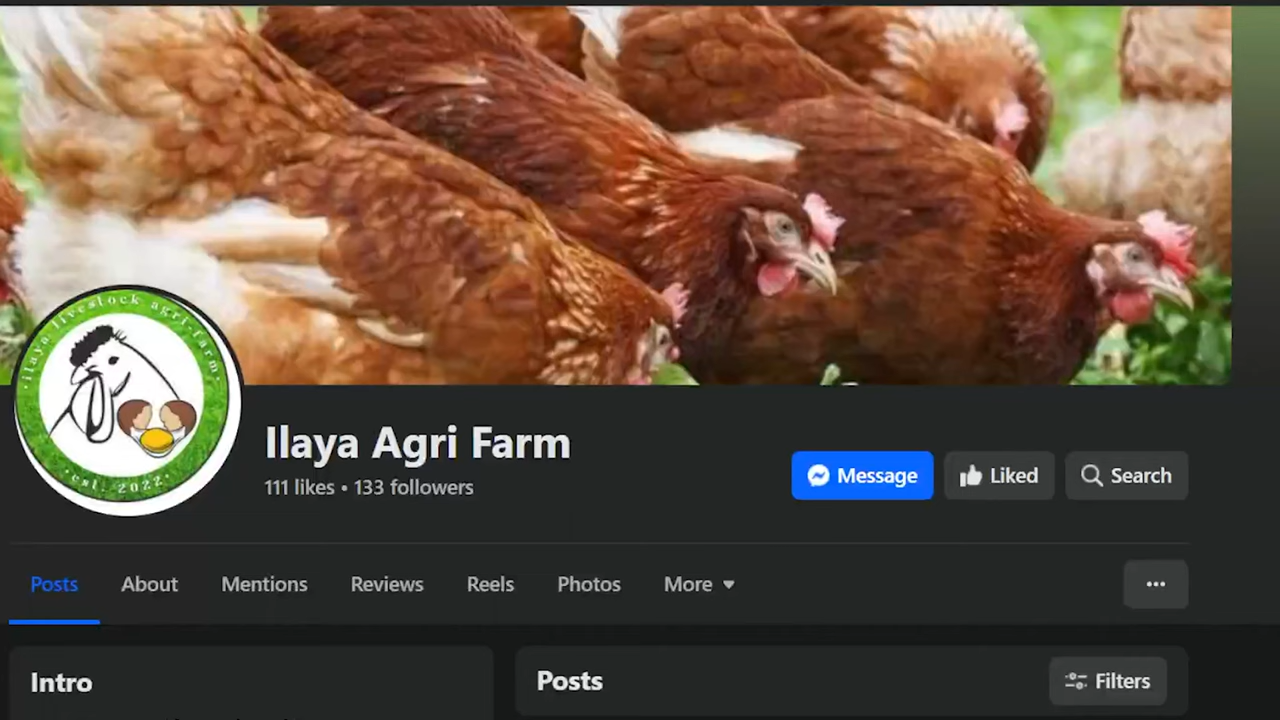 ilaya livestock agri-farm
est. 2022
Ilaya Agri Farm
111 likes • 133 followers
Message
Liked
Search
Posts
About
Mentions
Reviews
Reels
Photos
More
Intro
Posts
Filters